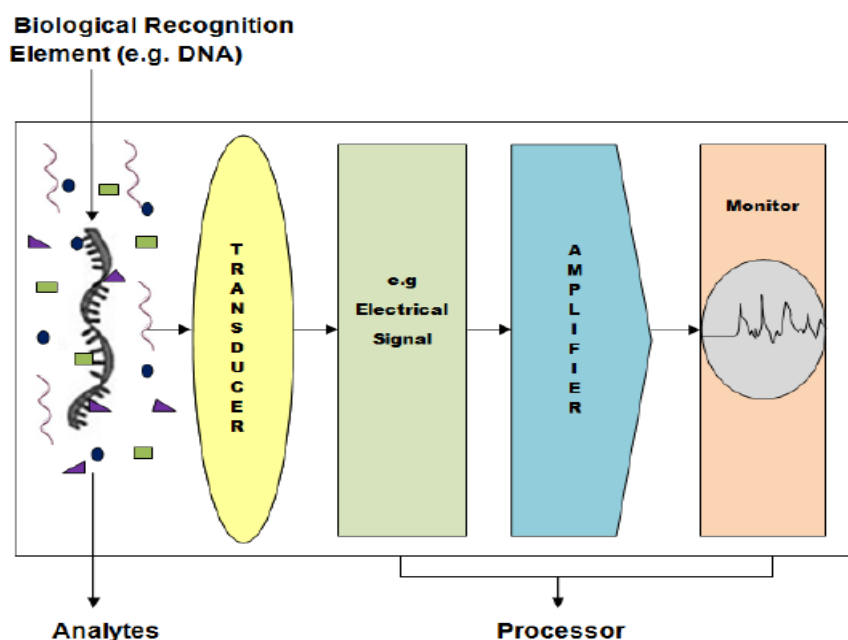 Biological Recognition
Element (e.g. DNA)
TRANSDUCER
e.g
Electrical
Signal
AMPLIFIER
Monitor
Analytes
Processor